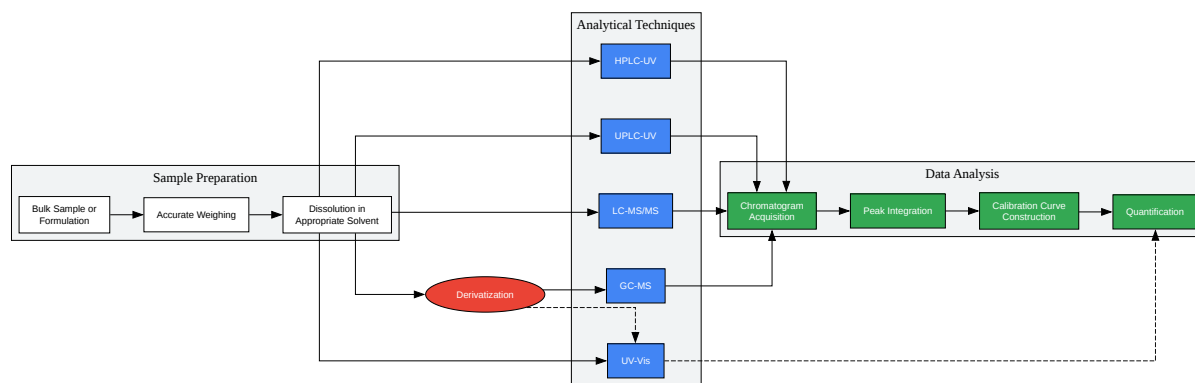 Analytical Techniques
HPLC-UV
UPLC-UV
Sample Preparation
Bulk Sample or
Formulation
Accurate Weighing
Dissolution in
Appropriate Solvent
LC-MS/MS
Data Analysis
Chromatogram
Acquisition
Peak Integration
Calibration Curve
Construction
Quantification
Derivatization
GC-MS
UV-Vis